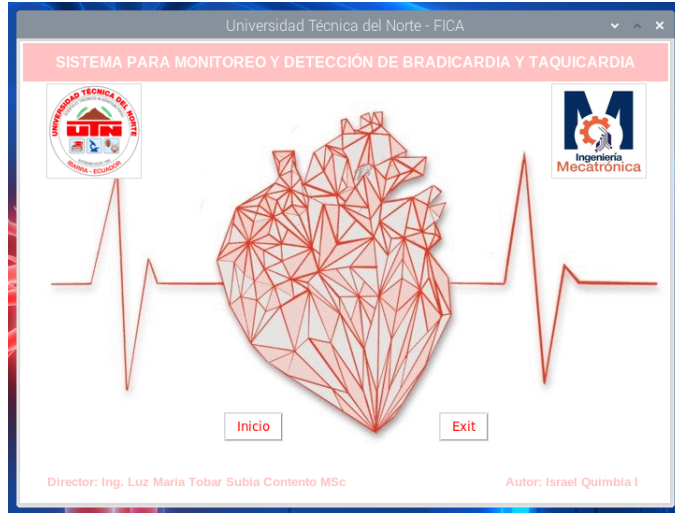 Universidad Técnica del Norte - FICA
SISTEMA PARA MONITOREO Y DETECCIÓN DE BRADICARDIA Y TAQUICARDIA
UNIVERSIDAD TÉCNICA DEL NORTE
UTN
IBARRA - ECUADOR
Ingeniería
Mecatrónica
Inicio
Exit
Director: Ing. Luz Maria Tobar Subia Contento MSc
Autor: Israel Quimbia I